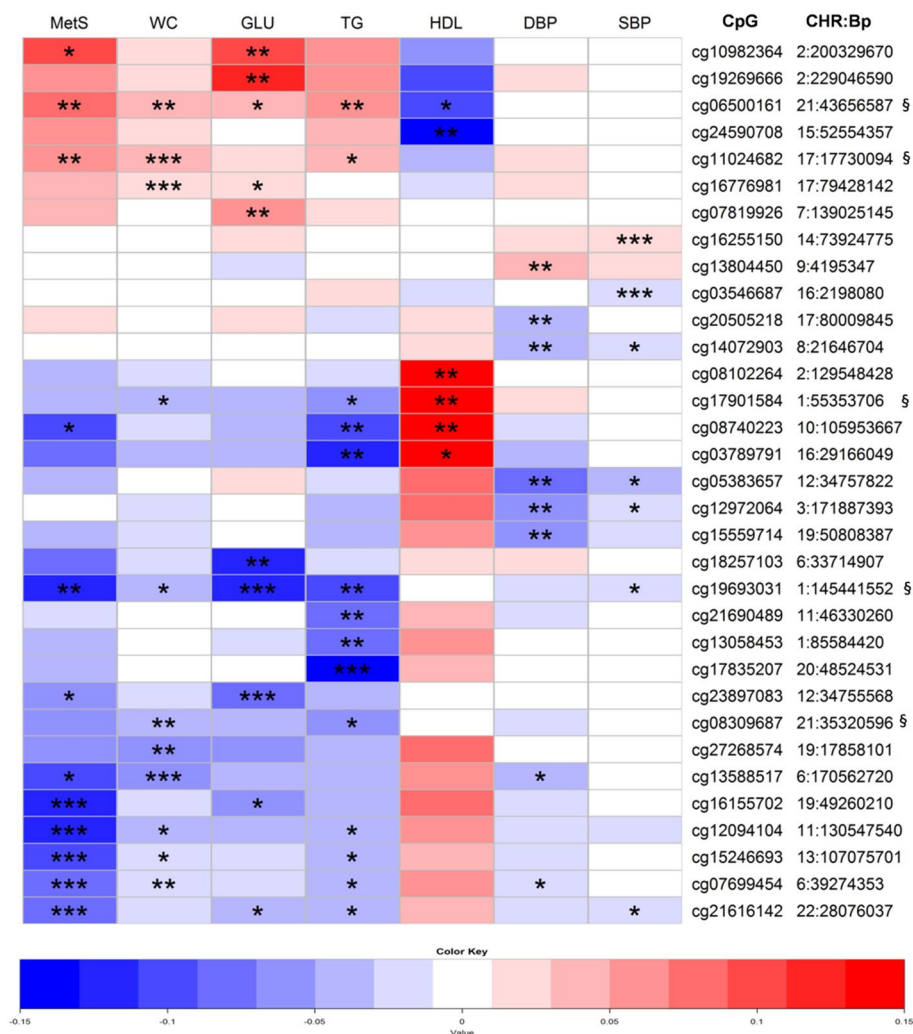 MetS WC GLU TG HDL DBP SBP CpG CHR:Bp
* ** cg10982364 2:200329670
** cg19269666 2:229046590
** ** * ** * cg06500161 21:43656587 §
** cg24590708 15:52554357
** *** * cg11024682 17:17730094 §
*** * cg16776981 17:79428142
** cg07819926 7:139025145
*** cg16255150 14:73924775
** cg13804450 9:4195347
*** cg03546687 16:2198080
** cg20505218 17:80009845
** * cg14072903 8:21646704
** cg08102264 2:129548428
* * ** cg17901584 1:55353706 §
* ** ** cg08740223 10:105953667
** * cg03789791 16:29166049
** * cg05383657 12:34757822
** * cg12972064 3:171887393
** cg15559714 19:50808387
** cg18257103 6:33714907
** * *** ** * cg19693031 1:145441552 §
** cg21690489 11:46330260
** cg13058453 1:85584420
*** cg17835207 20:48524531
* *** cg23897083 12:34755568
** * cg08309687 21:35320596 §
** cg27268574 19:17858101
* *** * cg13588517 6:170562720
*** * cg16155702 19:49260210
*** * * cg12094104 11:130547540
*** * * cg15246693 13:107075701
*** ** * * cg07699454 6:39274353
*** * * * cg21616142 22:28076037
Color Key
-0.15 -0.1 -0.05 0 0.05 0.1 0.15
Value